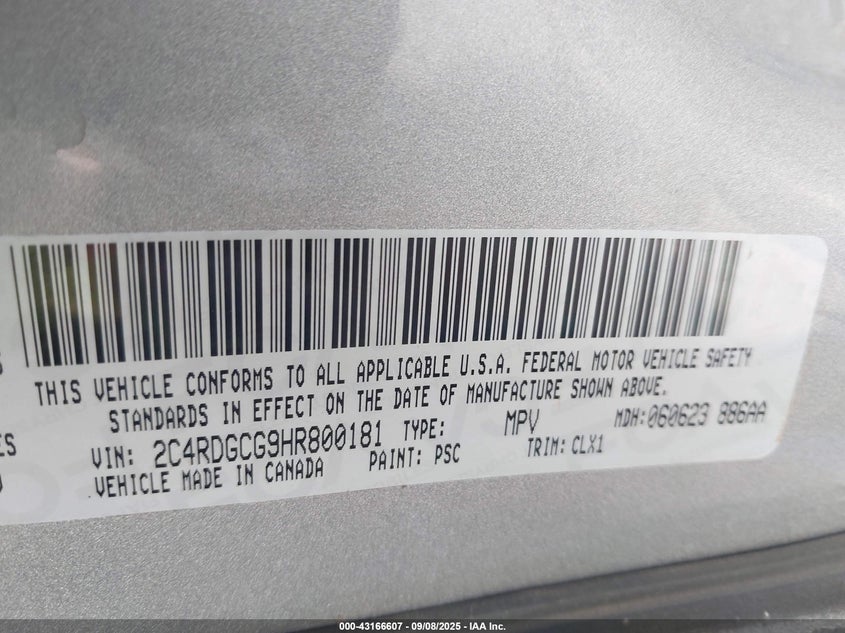 THIS VEHICLE CONFORMS TO ALL APPLICABLE U.S.A. FEDERAL MOTOR VEHICLE SAFETY
STANDARDS IN EFFECT ON THE DATE OF MANUFACTURE SHOWN ABOVE.
VIN: 2C4RDGCG9HR800181 TYPE: MPV MDH:060623 886AA
VEHICLE MADE IN CANADA PAINT: PSC TRIM: CLX1
000-43166607 - 09/08/2025 - IAA Inc.